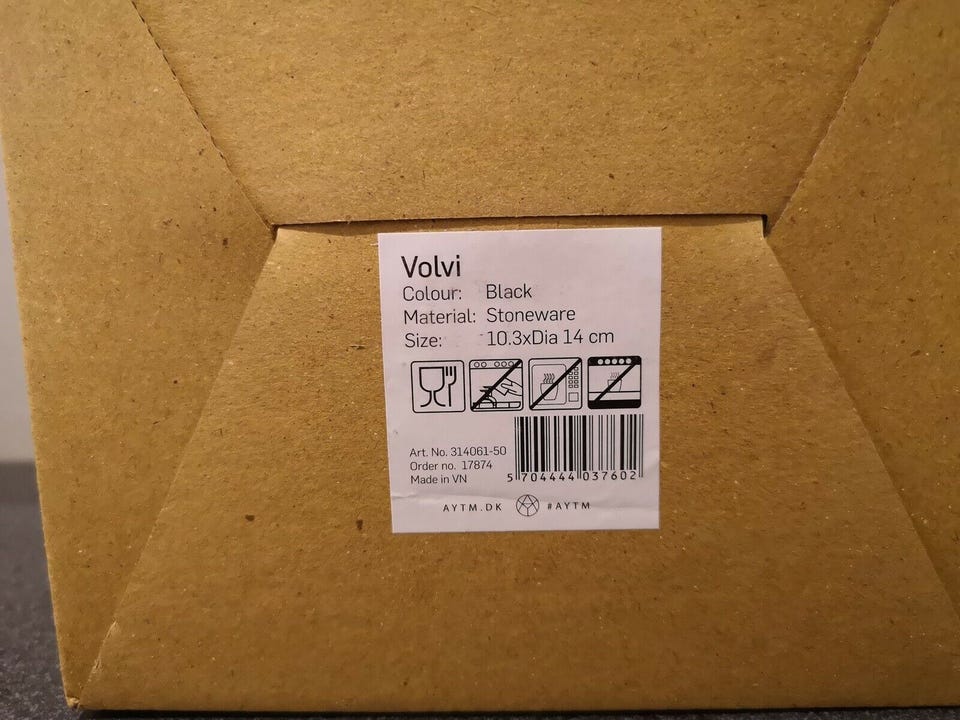 Volvi
Colour: Black
Material: Stoneware
Size: 10.3xDia 14 cm
Art. No. 314061-50
Order no. 17874
Made in VN
5 704444 037602
AYTM.DK #AYTM